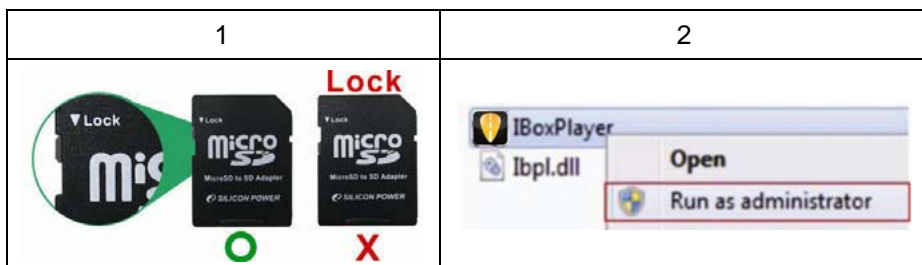 1
2
▼Lock
Mic
▼Lock
Micro
SD
MicroSD to SD Adapter
SILICON POWER
O
Lock
▼Lock
Micro
SD
MicroSD to SD Adapter
SILICON POWER
X
IBoxPlayer
Ibpl.dll
Open
Run as administrator